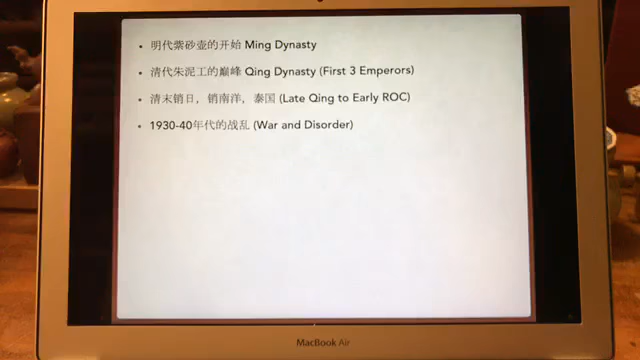 • 明代紫砂壶的开始 Ming Dynasty
• 清代朱泥工的巅峰 Qing Dynasty (First 3 Emperors)
• 清末销日，销南洋，泰国 (Late Qing to Early ROC)
• 1930-40年代的战乱 (War and Disorder)
MacBook Air